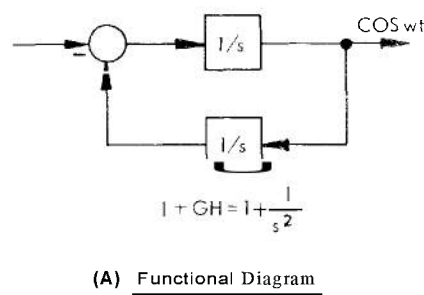 COS wt
1/s
1/s
1 + GH = 1 + 1/s²
(A) Functional Diagram